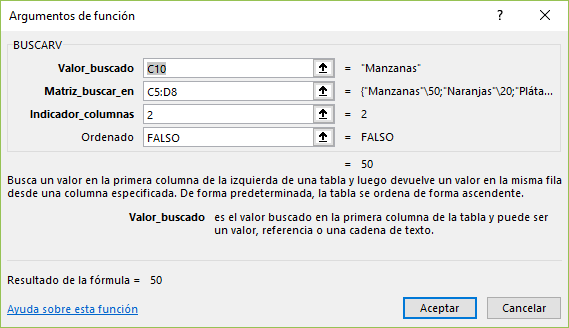 Argumentos de función
BUSCARV
Valor_buscado C10 = "Manzanas"
Matriz_buscar_en C5:D8 = {"Manzanas"\50;"Naranjas"\20;"Pláta...
Indicador_columnas 2 = 2
Ordenado FALSO = FALSO
= 50
Busca un valor en la primera columna de la izquierda de una tabla y luego devuelve un valor en la misma fila
desde una columna especificada. De forma predeterminada, la tabla se ordena de forma ascendente.
Valor_buscado es el valor buscado en la primera columna de la tabla y puede ser
un valor, referencia o una cadena de texto.
Resultado de la fórmula = 50
Ayuda sobre esta función
Aceptar Cancelar